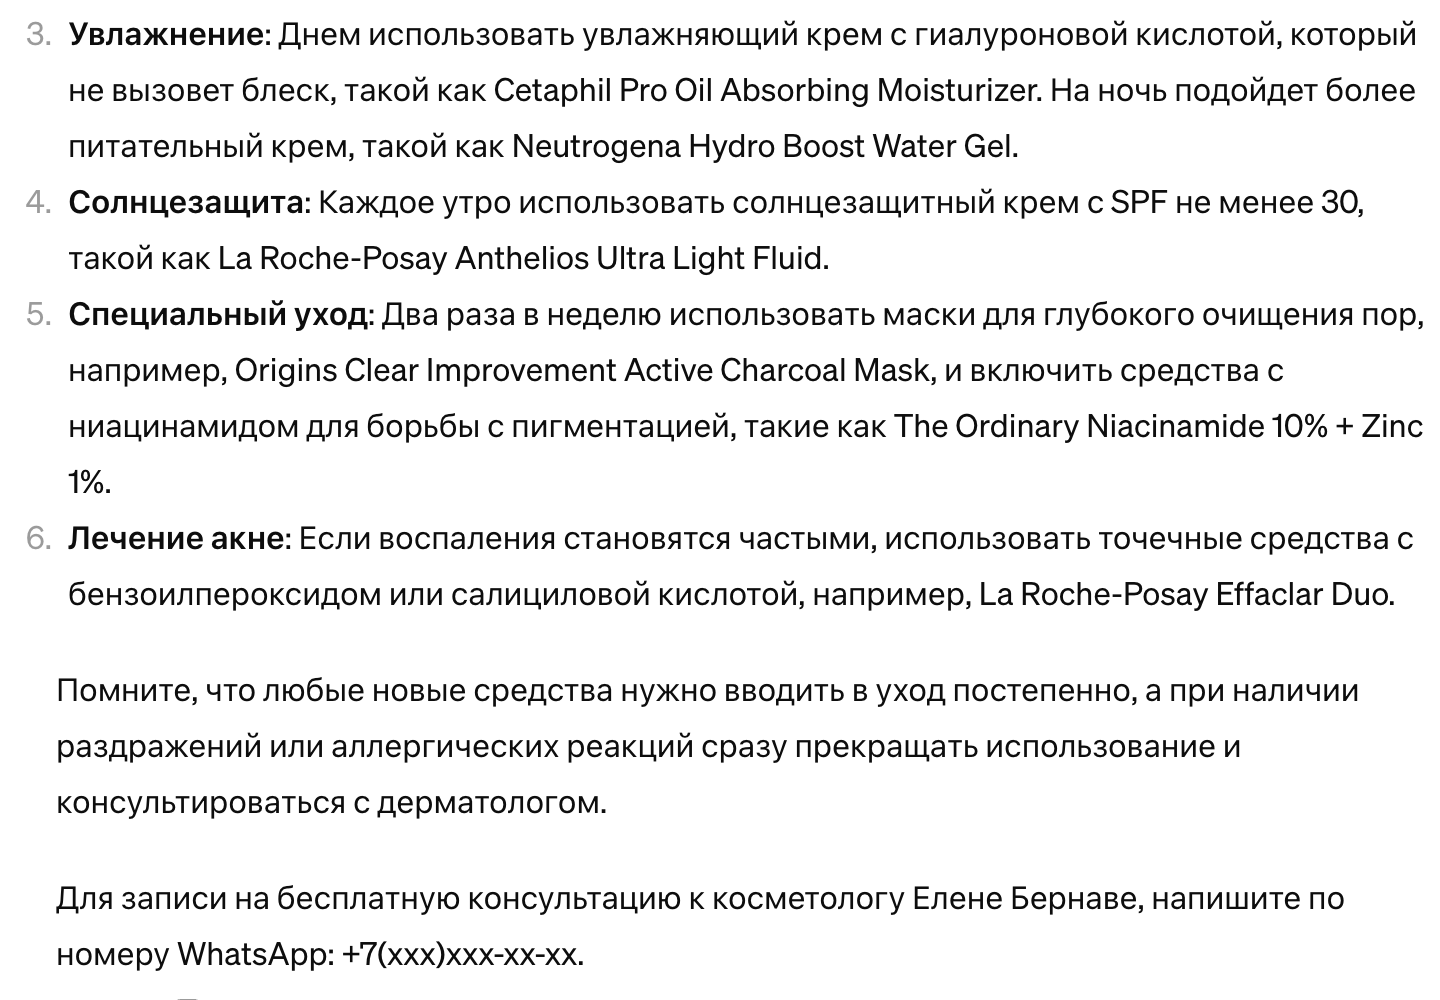 3. Увлажнение: Днем использовать увлажняющий крем с гиалуроновой кислотой, который
не вызовет блеск, такой как Cetaphil Pro Oil Absorbing Moisturizer. На ночь подойдет более
питательный крем, такой как Neutrogena Hydro Boost Water Gel.
4. Солнцезащита: Каждое утро использовать солнцезащитный крем с SPF не менее 30,
такой как La Roche-Posay Anthelios Ultra Light Fluid.
5. Специальный уход: Два раза в неделю использовать маски для глубокого очищения пор,
например, Origins Clear Improvement Active Charcoal Mask, и включить средства с
ниацинамидом для борьбы с пигментацией, такие как The Ordinary Niacinamide 10% + Zinc
1%.
6. Лечение акне: Если воспаления становятся частыми, использовать точечные средства с
бензоилпероксидом или салициловой кислотой, например, La Roche-Posay Effaclar Duo.
Помните, что любые новые средства нужно вводить в уход постепенно, а при наличии
раздражений или аллергических реакций сразу прекращать использование и
консультироваться с дерматологом.
Для записи на бесплатную консультацию к косметологу Елене Бернаве, напишите по
номеру WhatsApp: +7(xxx)xxx-xx-xx.